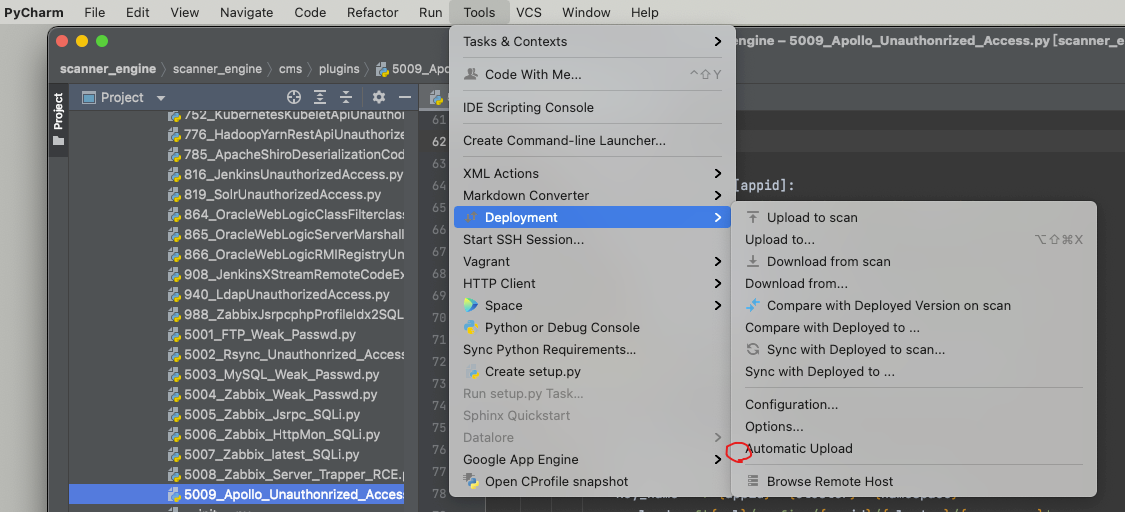 PyCharm File Edit View Navigate Code Refactor Run Tools VCS Window Help
engine – 5009_Apollo_Unauthonrized_Access.py [scanner_e
scanner_engine scanner_engine cms plugins 5009_Apo
Project
Project
752_KubernetesKubeletApiUnauthor
776_HadoopYarnRestApiUnauthorize
785_ApacheShiroDeserializationCod
816_JenkinsUnauthorizedAccess.py
819_SolrUnauthorizedAccess.py
864_OracleWebLogicClassFilterclass
865_OracleWebLogicServerMarshall
866_OracleWebLogicRMIRegistryUn
908_JenkinsXStreamRemoteCodeEx
940_LdapUnauthorizedAccess.py
988_ZabbixJsrpcphpProfileIdx2SQL
5001_FTP_Weak_Passwd.py
5002_Rsync_Unauthonrized_Access
5003_MySQL_Weak_Passwd.py
5004_Zabbix_Weak_Passwd.py
5005_Zabbix_Jsrpc_SQLi.py
5006_Zabbix_HttpMon_SQLi.py
5007_Zabbix_latest_SQLi.py
5008_Zabbix_Server_Trapper_RCE.p
5009_Apollo_Unauthonrized_Access
61
62
63
64
65
66
67
68
69
70
71
72
73
74
75
76
77
78
[appid]:
Tasks & Contexts
Code With Me... ^⇧Y
IDE Scripting Console
Create Command-line Launcher...
XML Actions
Markdown Converter
Deployment
Start SSH Session...
Vagrant
HTTP Client
Space
Python or Debug Console
Sync Python Requirements...
Create setup.py
Run setup.py Task...
Sphinx Quickstart
Datalore
Google App Engine
Open CProfile snapshot
Upload to scan
Upload to... ⌥⇧⌘X
Download from scan
Download from...
Compare with Deployed Version on scan
Compare with Deployed to ...
Sync with Deployed to scan...
Sync with Deployed to ...
Configuration...
Options...
Automatic Upload
Browse Remote Host